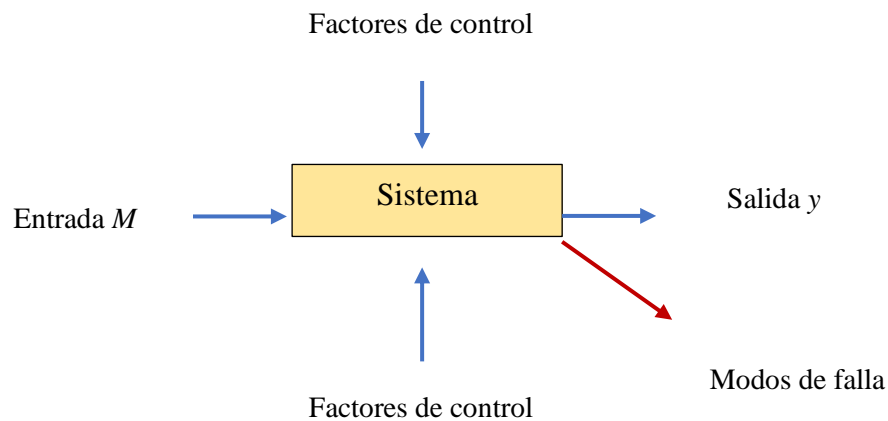 Factores de control
Sistema
Entrada M
Salida y
Modos de falla
Factores de control